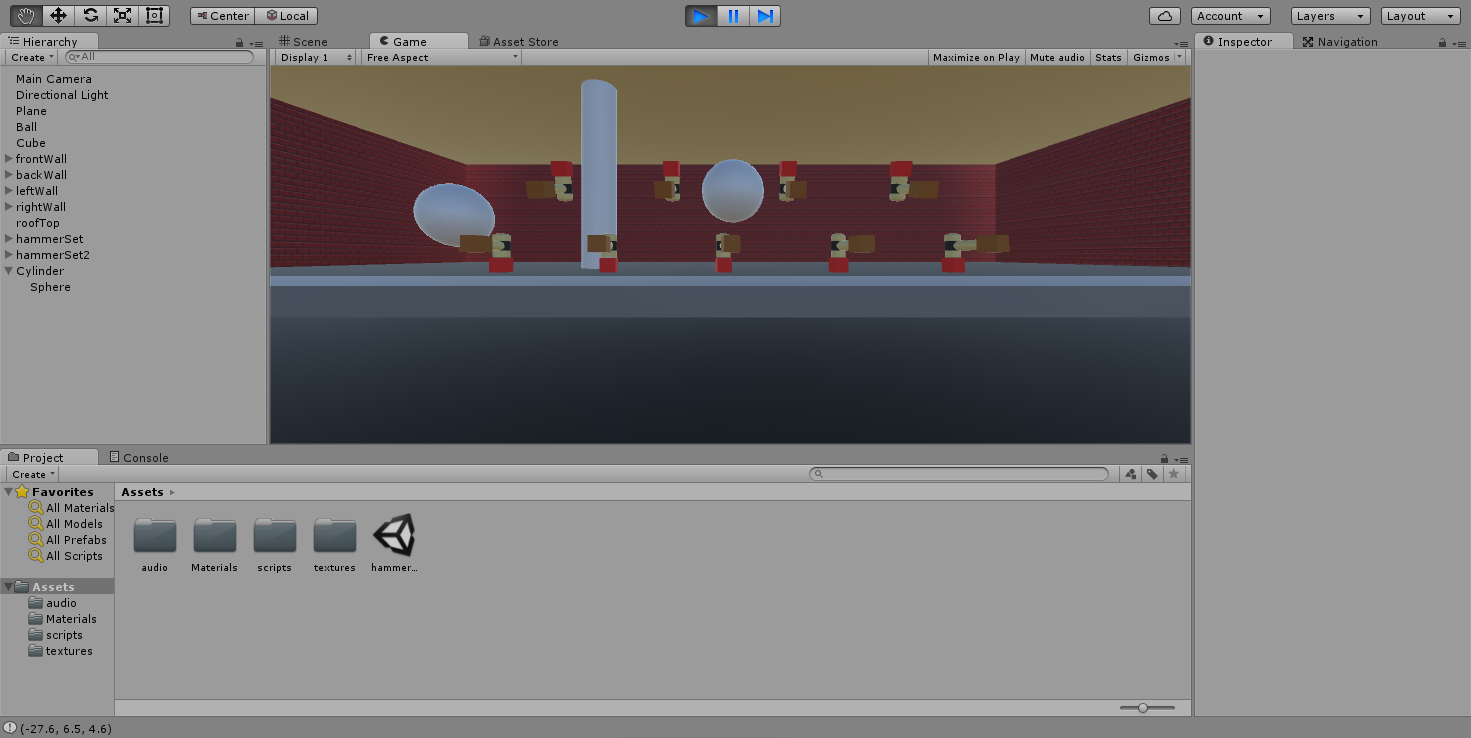 Center Local Account Layers Layout
Hierarchy Scene Game Asset Store Inspector Navigation
Create All Display 1 Free Aspect Maximize on Play Mute audio Stats Gizmos
Main Camera
Directional Light
Plane
Ball
Cube
frontWall
backWall
leftWall
rightWall
roofTop
hammerSet
hammerSet2
Cylinder
Sphere
Project Console
Create
Favorites
All Materials
All Models
All Prefabs
All Scripts
Assets
audio
Materials
scripts
textures
Assets
audio Materials scripts textures hammer...
(-27.6, 6.5, 4.6)